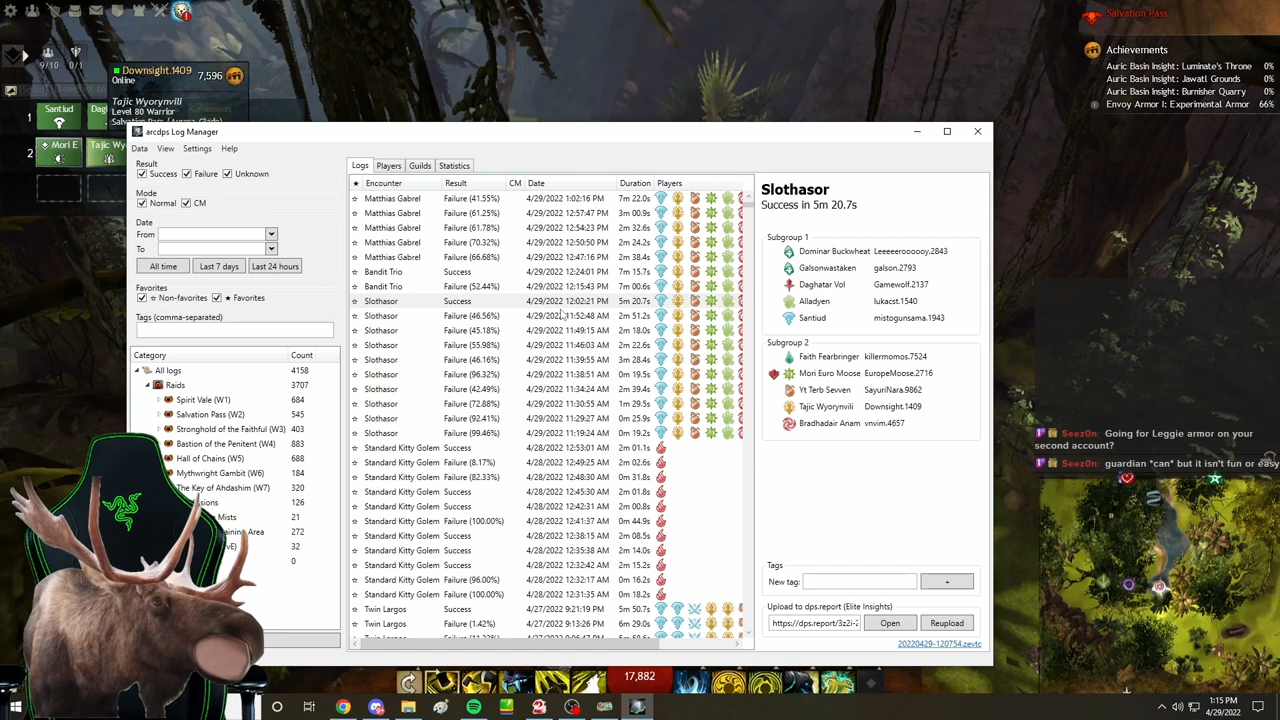 Salvation Pass
Achievements
Auric Basin Insight: Luminate's Throne 0%
Auric Basin Insight: Jawatl Grounds 0%
Auric Basin Insight: Burnisher Quarry 0%
Envoy Armor I: Experimental Armor 66%
9/10 0/1
Downsight.1409 7,596
Online
Tajic Wyorynvili
Level 80 Warrior
1 Santiud
2 Mori E Tajic Wy
arcdps Log Manager
Data View Settings Help
Result
Success Failure Unknown
Mode
Normal CM
Date
From
To
All time Last 7 days Last 24 hours
Favorites
☆ Non-favorites ★ Favorites
Tags (comma-separated)
Category Count
All logs 4158
Raids 3707
Spirit Vale (W1) 684
Salvation Pass (W2) 545
Stronghold of the Faithful (W3) 403
Bastion of the Penitent (W4) 883
Hall of Chains (W5) 688
Mythwright Gambit (W6) 184
The Key of Ahdashim (W7) 320
126
Mists 21
Area 272
32
0
Logs Players Guilds Statistics
★ Encounter Result CM Date Duration Players
☆ Matthias Gabrel Failure (41.55%) 4/29/2022 1:02:16 PM 7m 22.0s
☆ Matthias Gabrel Failure (61.25%) 4/29/2022 12:57:47 PM 3m 00.9s
☆ Matthias Gabrel Failure (61.78%) 4/29/2022 12:54:23 PM 2m 32.6s
☆ Matthias Gabrel Failure (70.32%) 4/29/2022 12:50:50 PM 2m 24.2s
☆ Matthias Gabrel Failure (66.68%) 4/29/2022 12:47:16 PM 2m 38.4s
☆ Bandit Trio Success 4/29/2022 12:24:01 PM 7m 15.7s
☆ Bandit Trio Failure (52.44%) 4/29/2022 12:15:43 PM 7m 00.6s
☆ Slothasor Success 4/29/2022 12:02:21 PM 5m 20.7s
☆ Slothasor Failure (46.56%) 4/29/2022 11:52:48 AM 2m 51.2s
☆ Slothasor Failure (45.18%) 4/29/2022 11:49:15 AM 2m 18.0s
☆ Slothasor Failure (55.98%) 4/29/2022 11:46:03 AM 2m 22.6s
☆ Slothasor Failure (46.16%) 4/29/2022 11:39:55 AM 3m 28.4s
☆ Slothasor Failure (96.32%) 4/29/2022 11:38:51 AM 0m 19.5s
☆ Slothasor Failure (42.49%) 4/29/2022 11:34:24 AM 2m 39.4s
☆ Slothasor Failure (72.88%) 4/29/2022 11:30:55 AM 1m 29.5s
☆ Slothasor Failure (92.41%) 4/29/2022 11:29:27 AM 0m 25.9s
☆ Slothasor Failure (99.46%) 4/29/2022 11:19:24 AM 0m 19.2s
☆ Standard Kitty Golem Success 4/28/2022 12:53:01 AM 2m 01.1s
☆ Standard Kitty Golem Failure (8.17%) 4/28/2022 12:49:25 AM 2m 02.6s
☆ Standard Kitty Golem Failure (82.33%) 4/28/2022 12:48:30 AM 0m 31.8s
☆ Standard Kitty Golem Success 4/28/2022 12:45:30 AM 2m 01.8s
☆ Standard Kitty Golem Success 4/28/2022 12:42:31 AM 2m 00.8s
☆ Standard Kitty Golem Failure (100.00%) 4/28/2022 12:41:37 AM 0m 44.9s
☆ Standard Kitty Golem Success 4/28/2022 12:38:15 AM 2m 08.5s
☆ Standard Kitty Golem Success 4/28/2022 12:35:38 AM 2m 02.5s
☆ Standard Kitty Golem Success 4/28/2022 12:32:42 AM 2m 15.2s
☆ Standard Kitty Golem Failure (96.00%) 4/28/2022 12:32:17 AM 0m 16.2s
☆ Standard Kitty Golem Failure (100.00%) 4/28/2022 12:31:35 AM 0m 18.2s
☆ Twin Largos Success 4/27/2022 9:21:19 PM 5m 50.7s
☆ Twin Largos Failure (1.42%) 4/27/2022 9:13:26 PM 6m 29.0s
Slothasor
Success in 5m 20.7s
Subgroup 1
Dominar Buckwheat Leeeeeroooooy.2843
Galsonwastaken galson.2793
Daghatar Vol Gamewolf.2137
Alladyen lukacst.1540
Santiud mistogunsama.1943
Subgroup 2
Faith Fearbringer killermomos.7524
Mori Euro Moose EuropeMoose.2716
Yt Terb Sevven SayuriNara.9862
Tajic Wyorynvili Downsight.1409
Bradhadair Anam vnvim.4657
Tags
New tag: +
Upload to dps.report (Elite Insights)
https://dps.report/3z2i-2 Open Reupload
20220429-120754.zevtc
Seez0n: Going for Leggie armor on your
second account?
Seez0n: guardian *can* but it isn't fun or easy
17,882
1:15 PM
4/29/2022